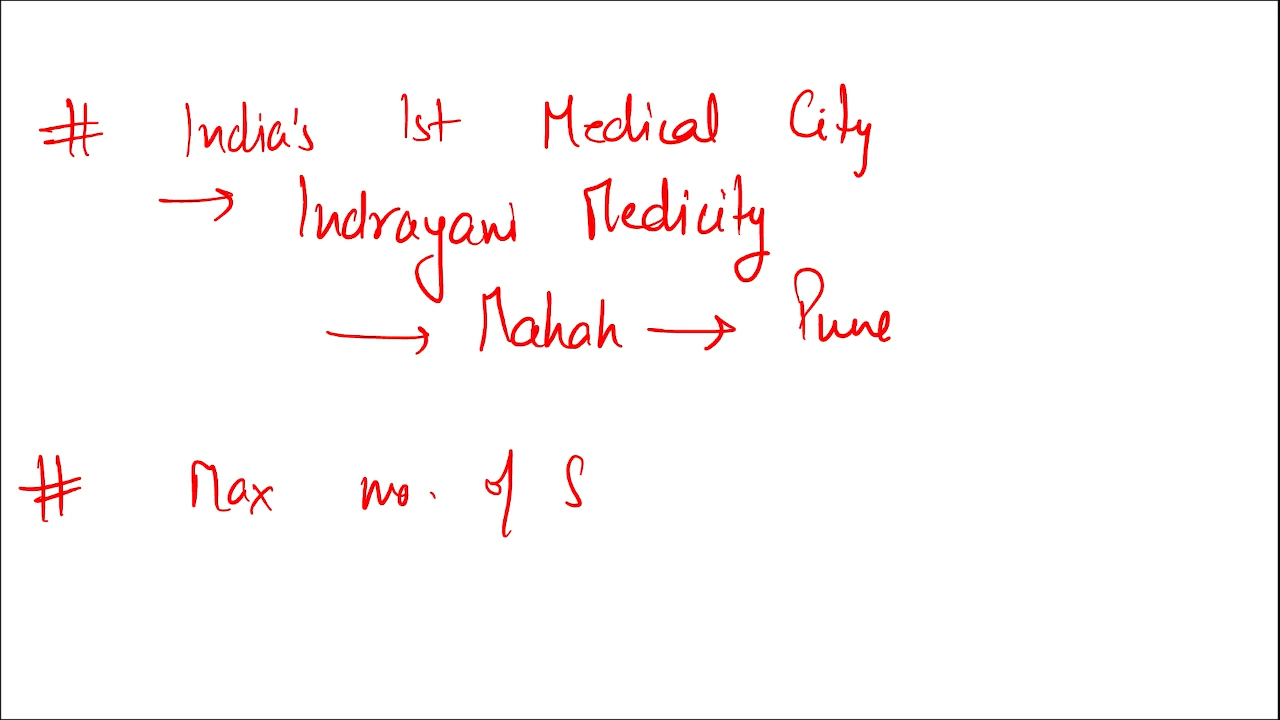 # India's 1st Medical City
→ Indrayani Medicity
→ Mahah → Pune
# Max no. of S